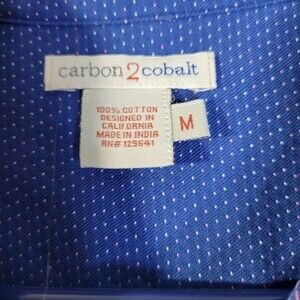 carbon2cobalt
100% COTTON
DESIGNED IN
CALIFORNIA
MADE IN INDIA
RN# 129641
M